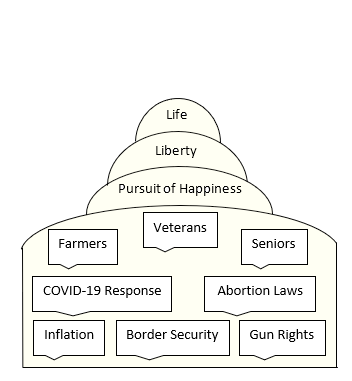 Life
Liberty
Pursuit of Happiness
Veterans
Farmers
Seniors
COVID-19 Response
Abortion Laws
Inflation
Border Security
Gun Rights